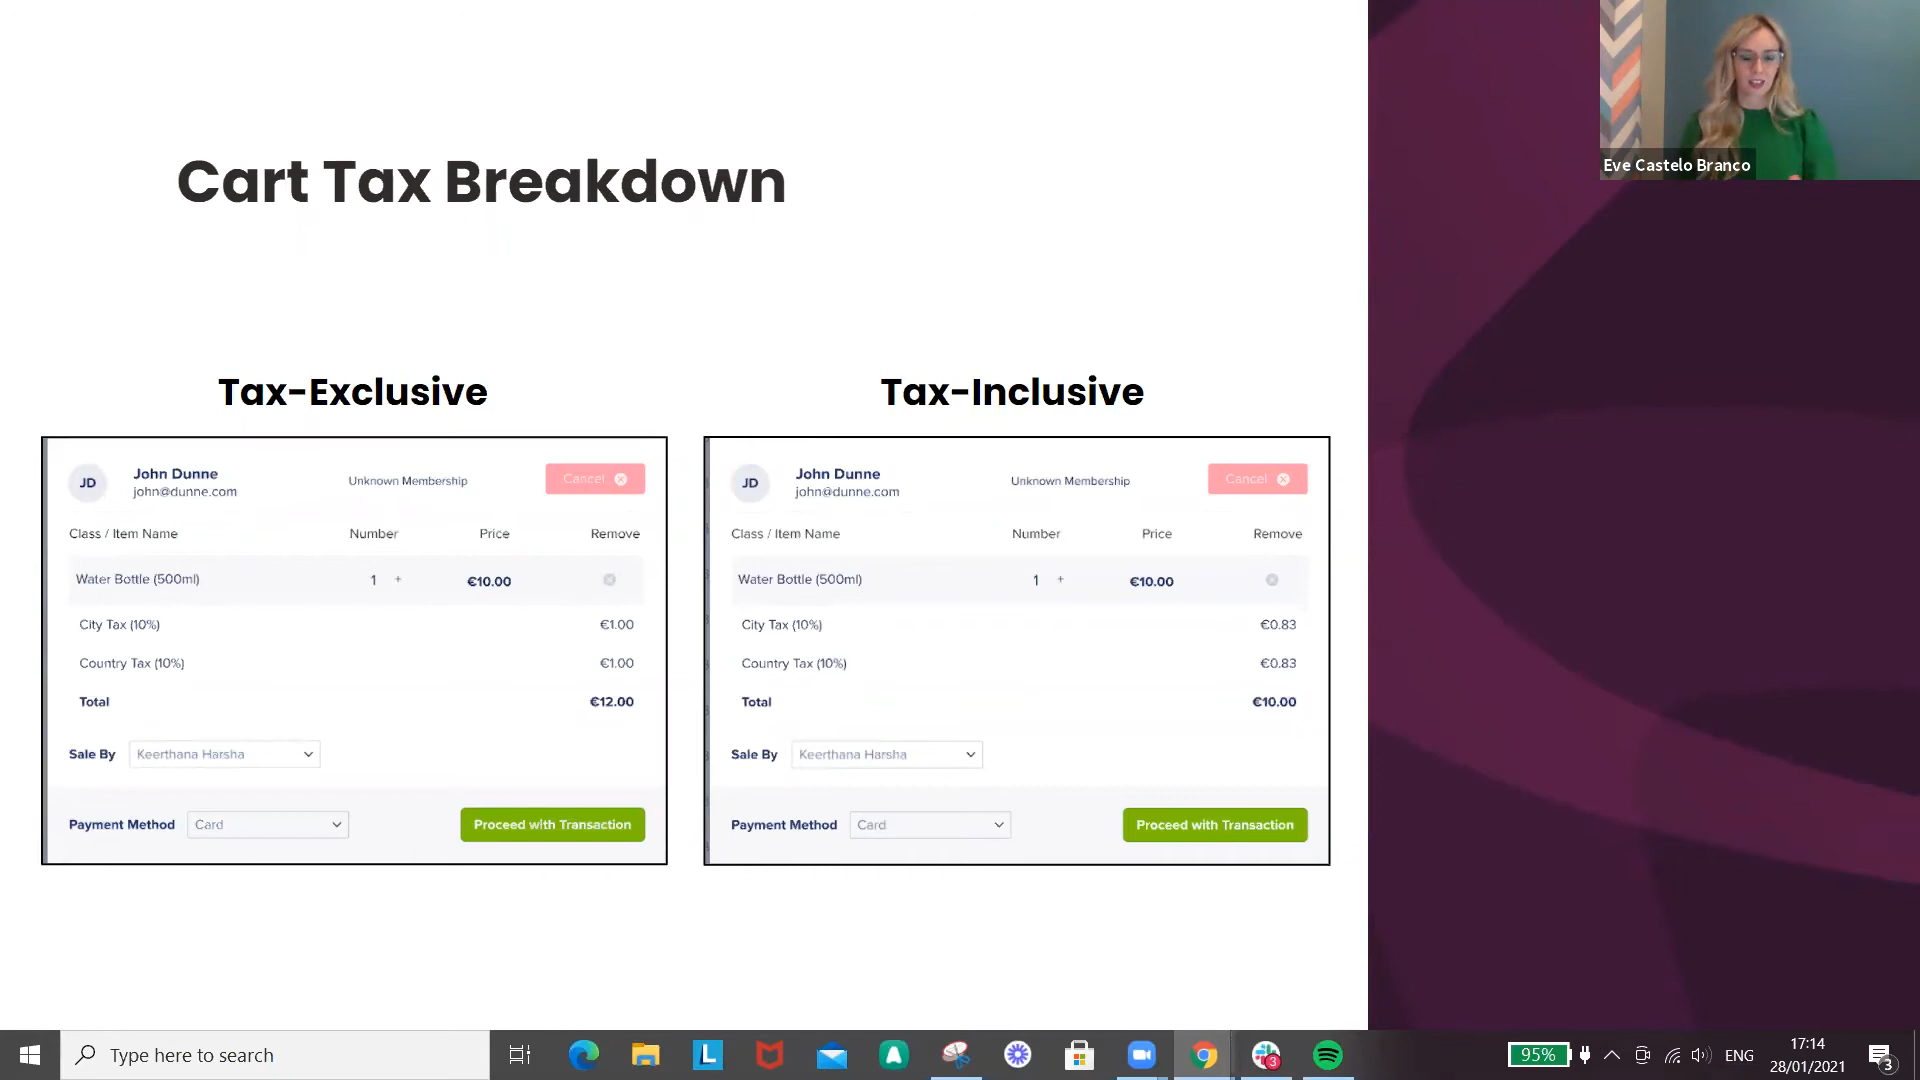 Eve Castelo Branco
Cart Tax Breakdown
Tax-Exclusive
JD
John Dunne
john@dunne.com
Unknown Membership
Cancel
Class / Item Name Number Price Remove
Water Bottle (500ml) 1 + €10.00
City Tax (10%) €1.00
Country Tax (10%) €1.00
Total €12.00
Sale By Keerthana Harsha
Payment Method Card Proceed with Transaction
Tax-Inclusive
JD
John Dunne
john@dunne.com
Unknown Membership
Cancel
Class / Item Name Number Price Remove
Water Bottle (500ml) 1 + €10.00
City Tax (10%) €0.83
Country Tax (10%) €0.83
Total €10.00
Sale By Keerthana Harsha
Payment Method Card Proceed with Transaction
Type here to search
L
A
3
95%
ENG
17:14
28/01/2021
3